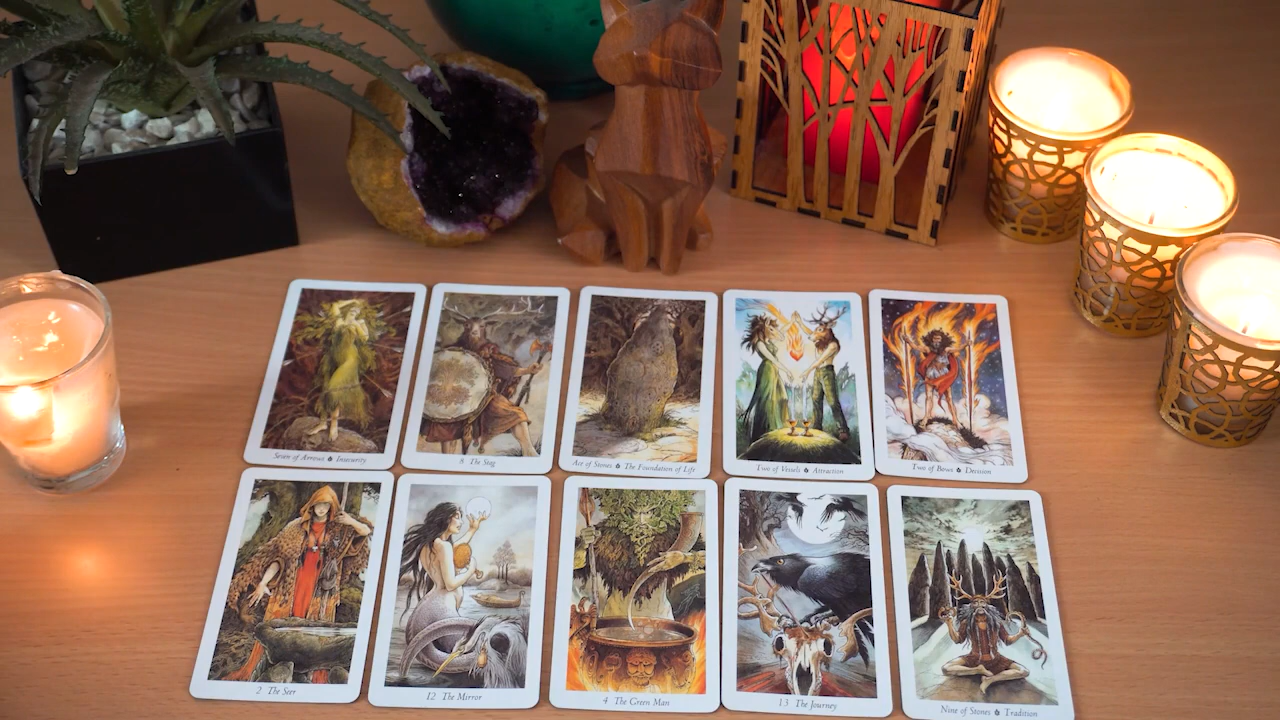 Seven of Arrows Insecurity
8 The Stag
Ace of Stones The Foundation of Life
Two of Vessels Attraction
Two of Bows Decision
2 The Seer
12 The Mirror
4 The Green Man
13 The Journey
Nine of Stones Tradition